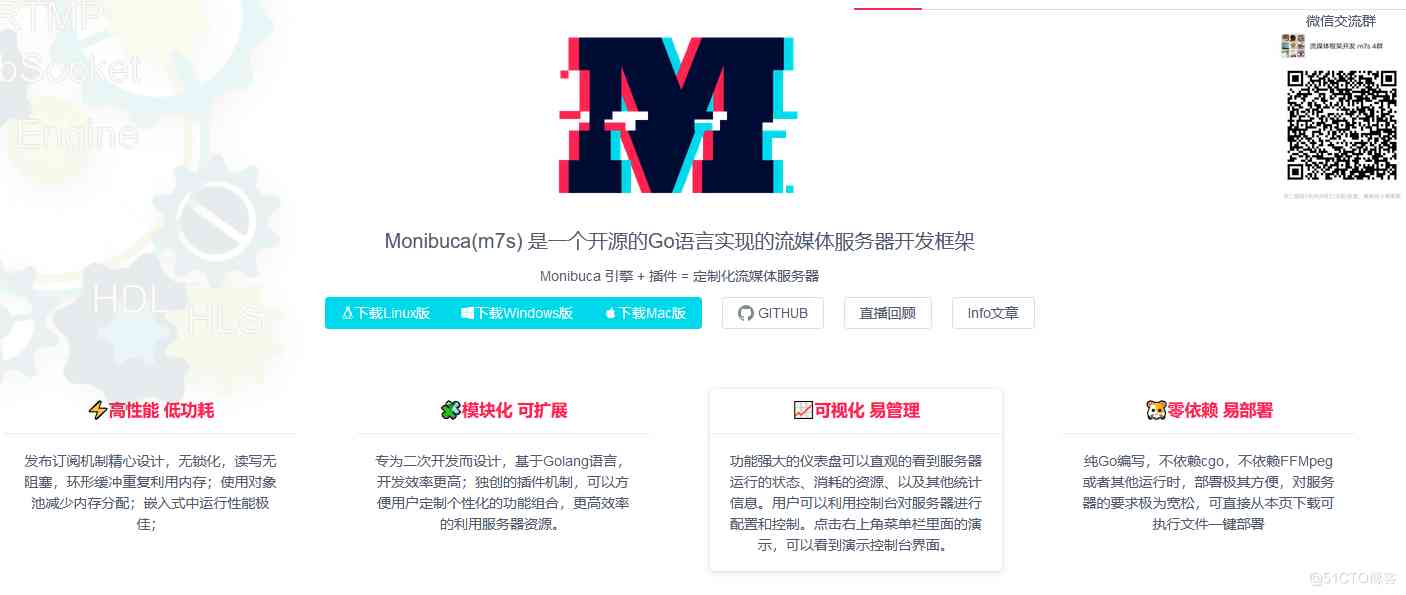 RTMP
bSocket
Engine
HDL
HLS
微信交流群
流媒体框架开发 m7s 4群
Monibuca(m7s) 是一个开源的Go语言实现的流媒体服务器开发框架
Monibuca 引擎 + 插件 = 定制化流媒体服务器
下载Linux版 下载Windows版 下载Mac版 GITHUB 直播回顾 Info文章
高性能 低功耗
发布订阅机制精心设计，无锁化，读写无
阻塞，环形缓冲重复利用内存；使用对象
池减少内存分配；嵌入式中运行性能极
佳；
模块化 可扩展
专为二次开发而设计，基于Golang语言，
开发效率更高；独创的插件机制，可以方
便用户定制个性化的功能组合，更高效率
的利用服务器资源。
可视化 易管理
功能强大的仪表盘可以直观的看到服务器
运行的状态、消耗的资源、以及其他统计
信息。用户可以利用控制台对服务器进行
配置和控制。点击右上角菜单栏里面的演
示，可以看到演示控制台界面。
零依赖 易部署
纯Go编写，不依赖cgo，不依赖FFMpeg
或者其他运行时，部署极其方便，对服务
器的要求极为宽松，可直接从本页下载可
执行文件一键部署
@51CTO博客